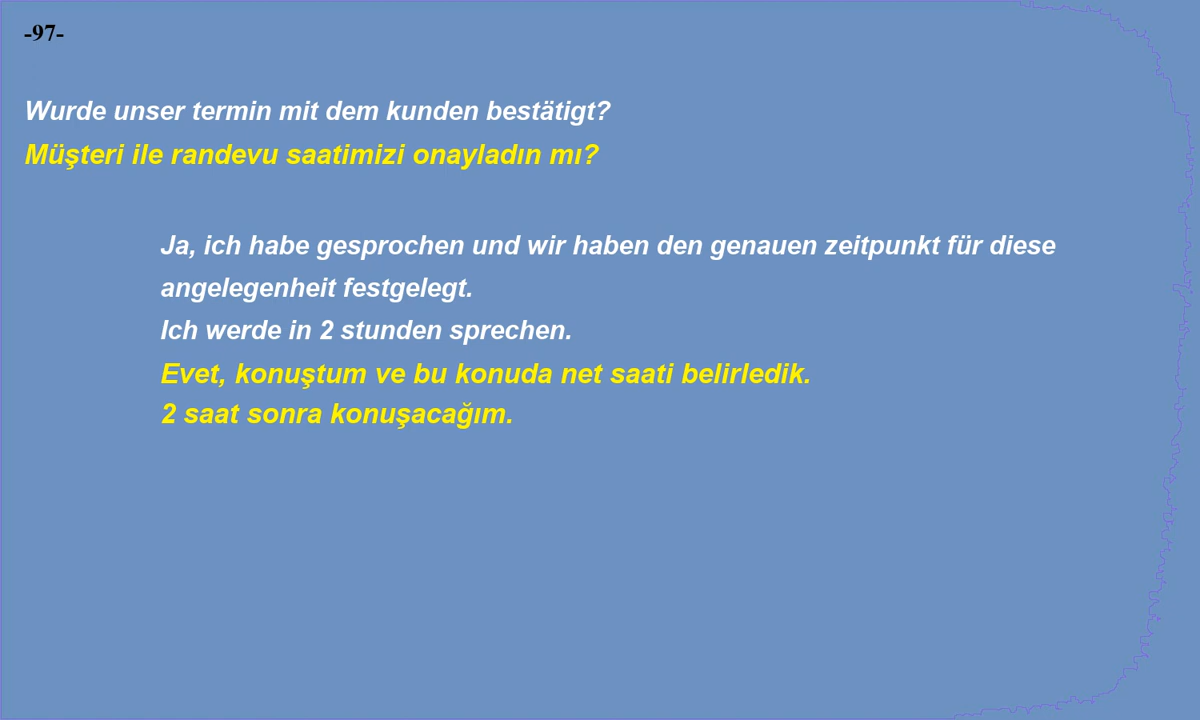 -97-
Wurde unser termin mit dem kunden bestätigt?
Müşteri ile randevu saatimizi onayladın mı?
Ja, ich habe gesprochen und wir haben den genauen zeitpunkt für diese
angelegenheit festgelegt.
Ich werde in 2 stunden sprechen.
Evet, konuştum ve bu konuda net saati belirledik.
2 saat sonra konuşacağım.